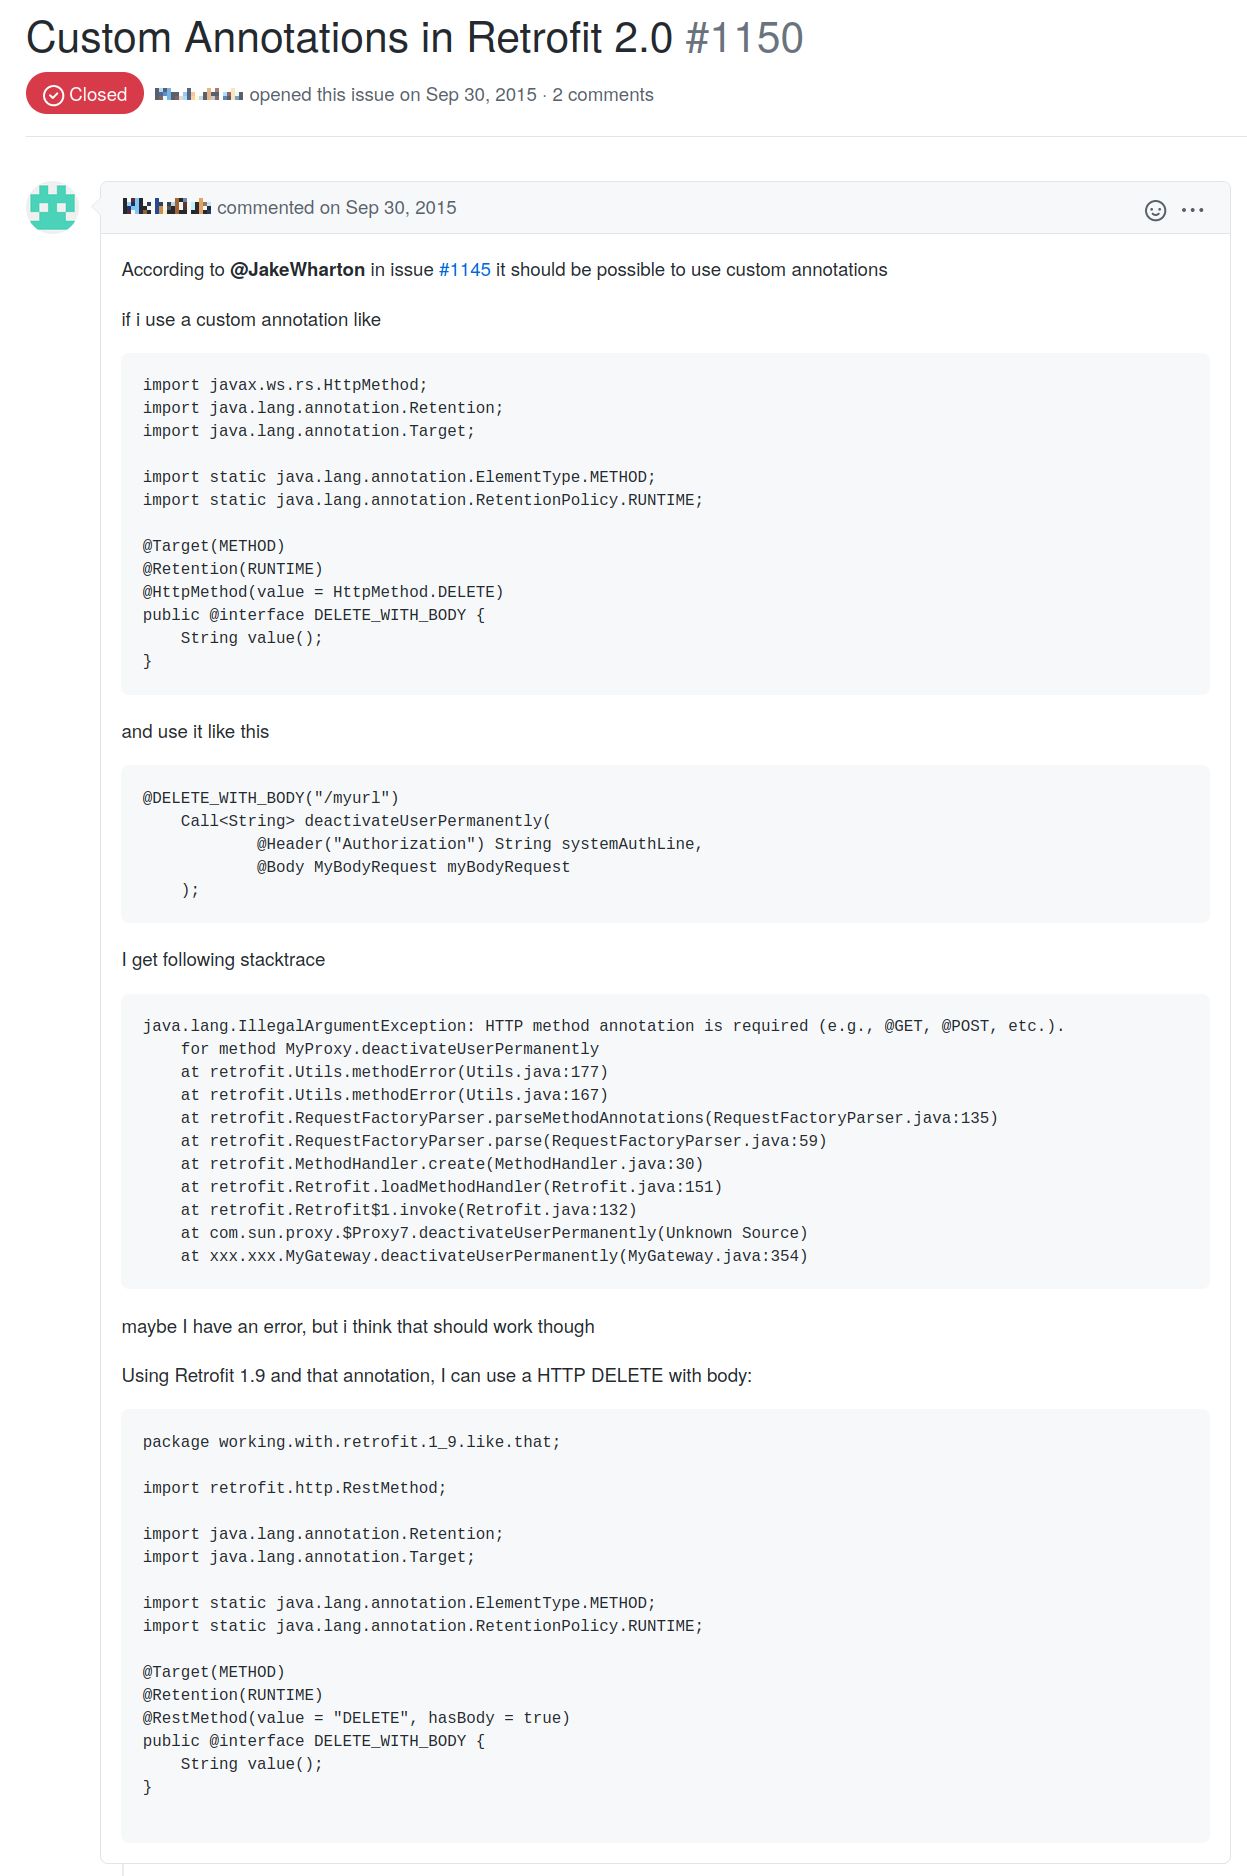 Custom Annotations in Retrofit 2.0 #1150
Closed opened this issue on Sep 30, 2015 · 2 comments
commented on Sep 30, 2015
According to @JakeWharton in issue #1145 it should be possible to use custom annotations
if i use a custom annotation like
import javax.ws.rs.HttpMethod;
import java.lang.annotation.Retention;
import java.lang.annotation.Target;
import static java.lang.annotation.ElementType.METHOD;
import static java.lang.annotation.RetentionPolicy.RUNTIME;
@Target(METHOD)
@Retention(RUNTIME)
@HttpMethod(value = HttpMethod.DELETE)
public @interface DELETE_WITH_BODY {
    String value();
}
and use it like this
@DELETE_WITH_BODY("/myurl")
    Call<String> deactivateUserPermanently(
            @Header("Authorization") String systemAuthLine,
            @Body MyBodyRequest myBodyRequest
    );
I get following stacktrace
java.lang.IllegalArgumentException: HTTP method annotation is required (e.g., @GET, @POST, etc.).
    for method MyProxy.deactivateUserPermanently
    at retrofit.Utils.methodError(Utils.java:177)
    at retrofit.Utils.methodError(Utils.java:167)
    at retrofit.RequestFactoryParser.parseMethodAnnotations(RequestFactoryParser.java:135)
    at retrofit.RequestFactoryParser.parse(RequestFactoryParser.java:59)
    at retrofit.MethodHandler.create(MethodHandler.java:30)
    at retrofit.Retrofit.loadMethodHandler(Retrofit.java:151)
    at retrofit.Retrofit$1.invoke(Retrofit.java:132)
    at com.sun.proxy.$Proxy7.deactivateUserPermanently(Unknown Source)
    at xxx.xxx.MyGateway.deactivateUserPermanently(MyGateway.java:354)
maybe I have an error, but i think that should work though
Using Retrofit 1.9 and that annotation, I can use a HTTP DELETE with body:
package working.with.retrofit.1_9.like.that;
import retrofit.http.RestMethod;
import java.lang.annotation.Retention;
import java.lang.annotation.Target;
import static java.lang.annotation.ElementType.METHOD;
import static java.lang.annotation.RetentionPolicy.RUNTIME;
@Target(METHOD)
@Retention(RUNTIME)
@RestMethod(value = "DELETE", hasBody = true)
public @interface DELETE_WITH_BODY {
    String value();
}